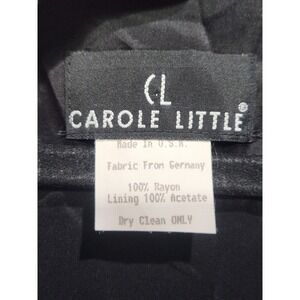 CL
CAROLE LITTLE®
Made In U.S.A.
Fabric From Germany
100% Rayon
Lining 100% Acetate
Dry Clean ONLY